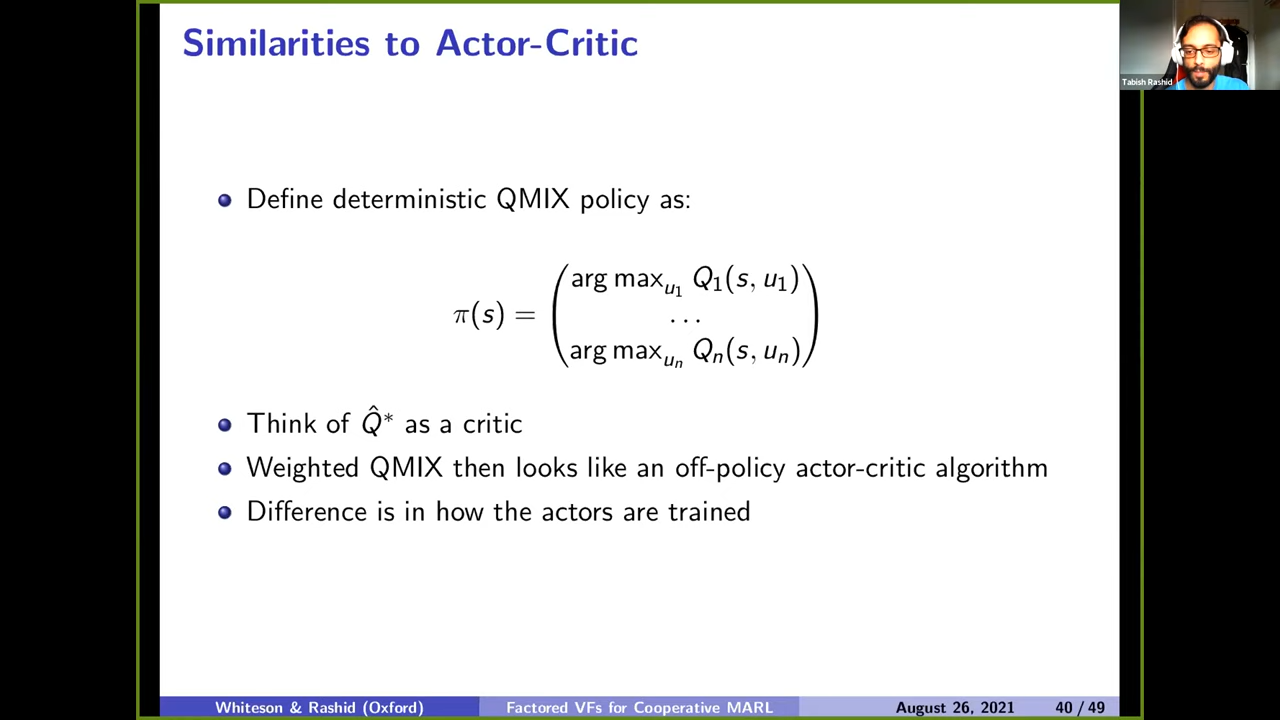 Similarities to Actor-Critic
Tabish Rashid
Define deterministic QMIX policy as:
π(s) = ( arg max_{u_1} Q_1(s, u_1)
. . .
arg max_{u_n} Q_n(s, u_n) )
Think of Q̂* as a critic
Weighted QMIX then looks like an off-policy actor-critic algorithm
Difference is in how the actors are trained
Whiteson & Rashid (Oxford) Factored VFs for Cooperative MARL August 26, 2021 40 / 49